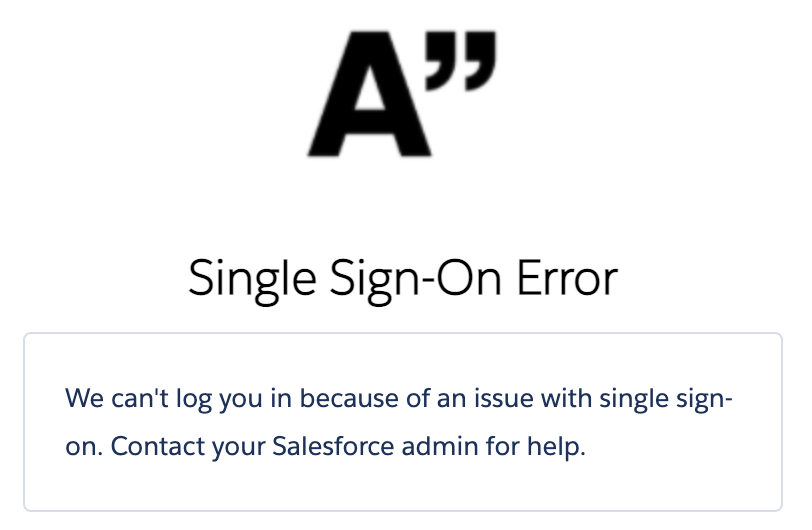 A”
Single Sign-On Error
We can't log you in because of an issue with single sign-
on. Contact your Salesforce admin for help.